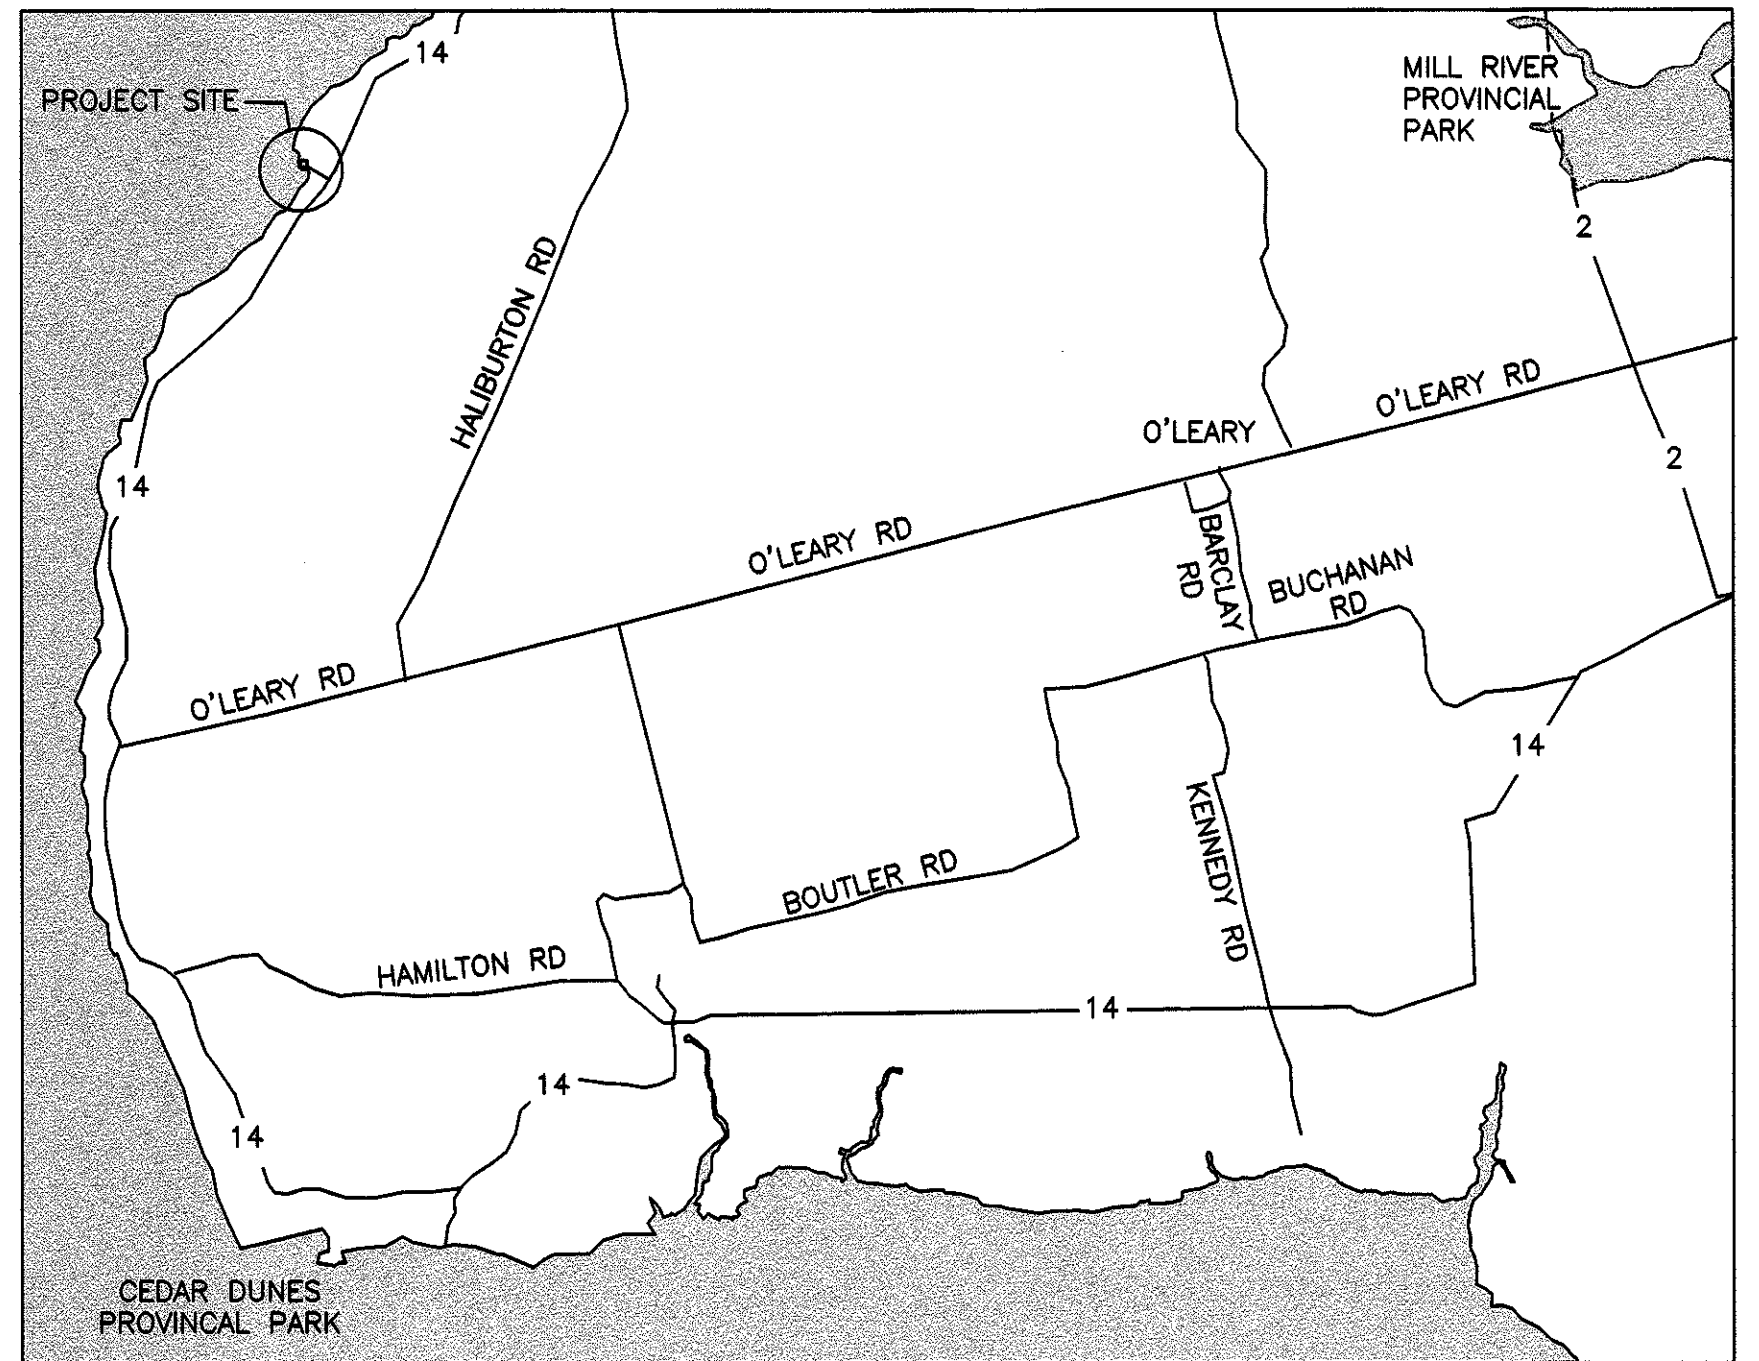 14
MILL RIVER
PROVINCIAL
PARK
PROJECT SITE
2
HALIBURTON RD
O'LEARY RD
O'LEARY
2
14
O'LEARY RD
BARCLAY
RD
BUCHANAN
RD
O'LEARY RD
14
KENNEDY RD
BOUTLER RD
HAMILTON RD
14
14
14
CEDAR DUNES
PROVINCAL PARK